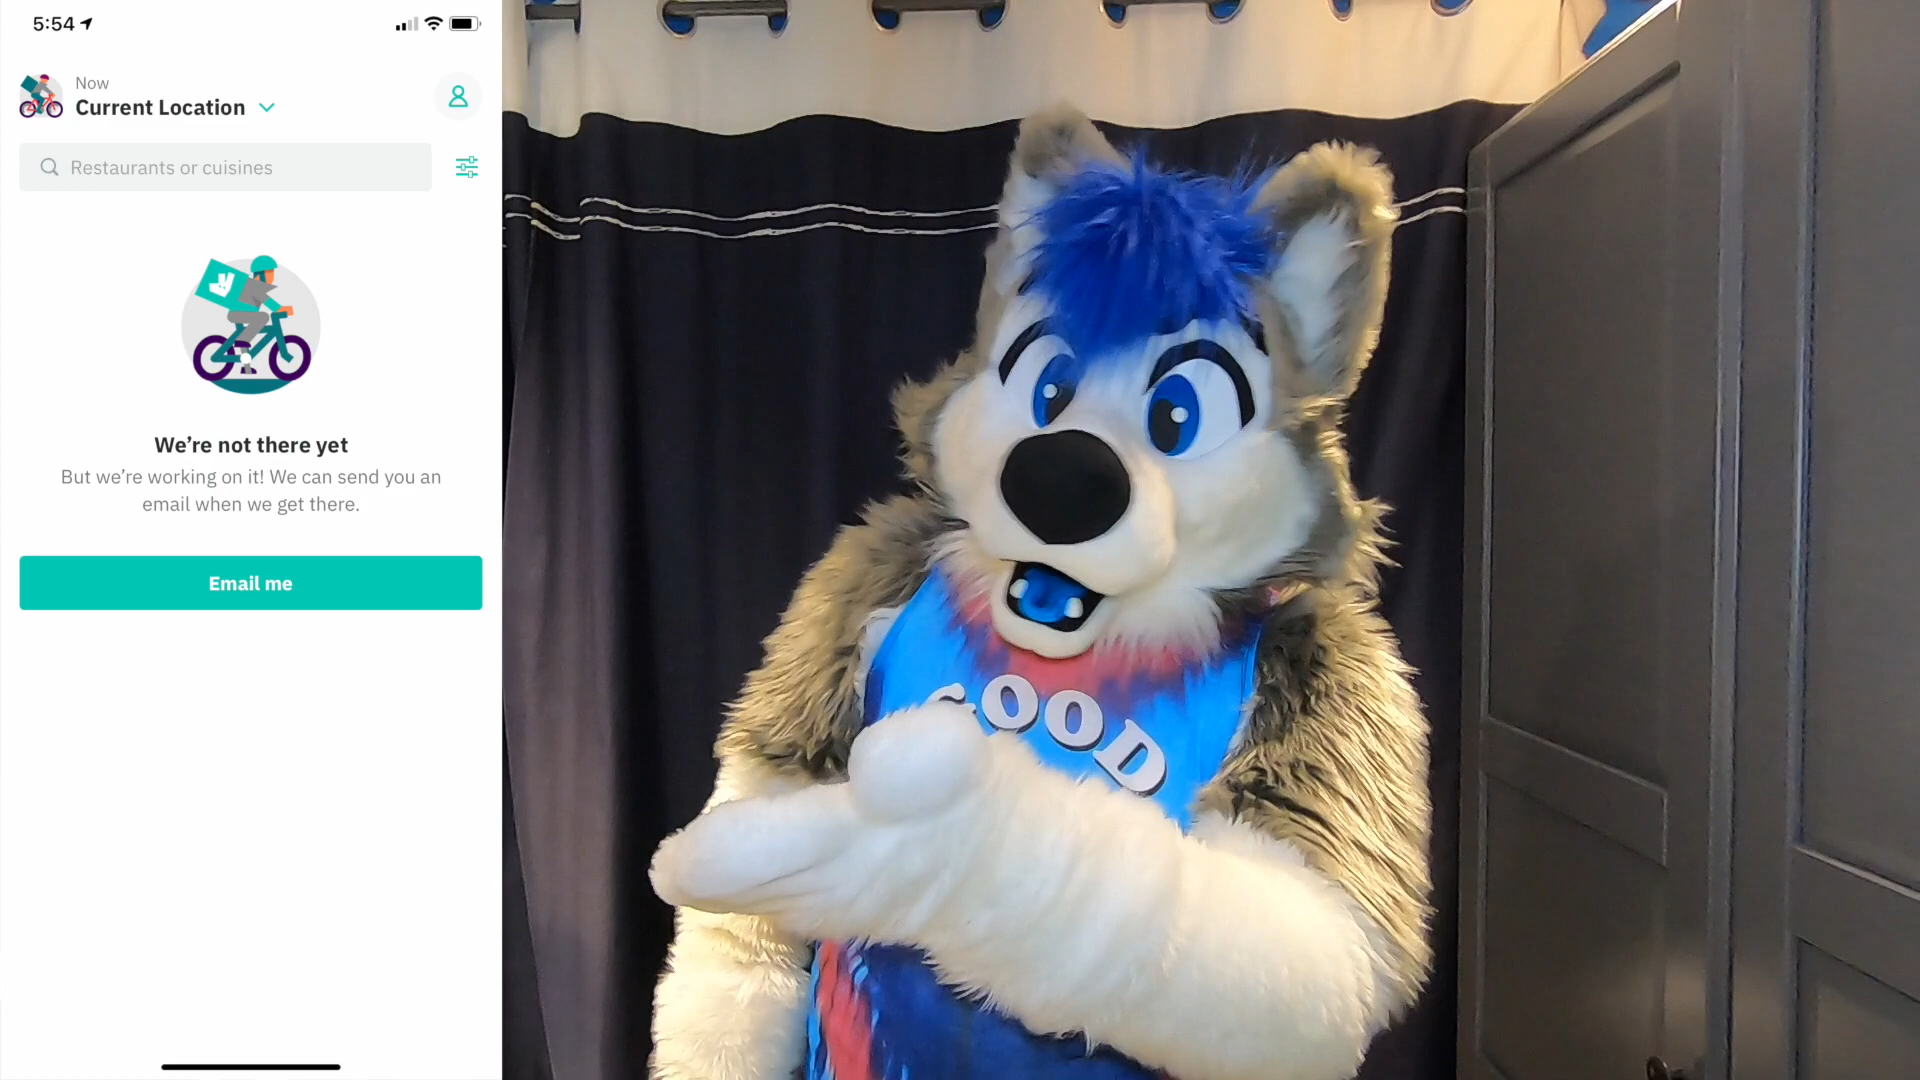 5:54
Now
Current Location
Restaurants or cuisines
We’re not there yet
But we’re working on it! We can send you an
email when we get there.
Email me
GOOD